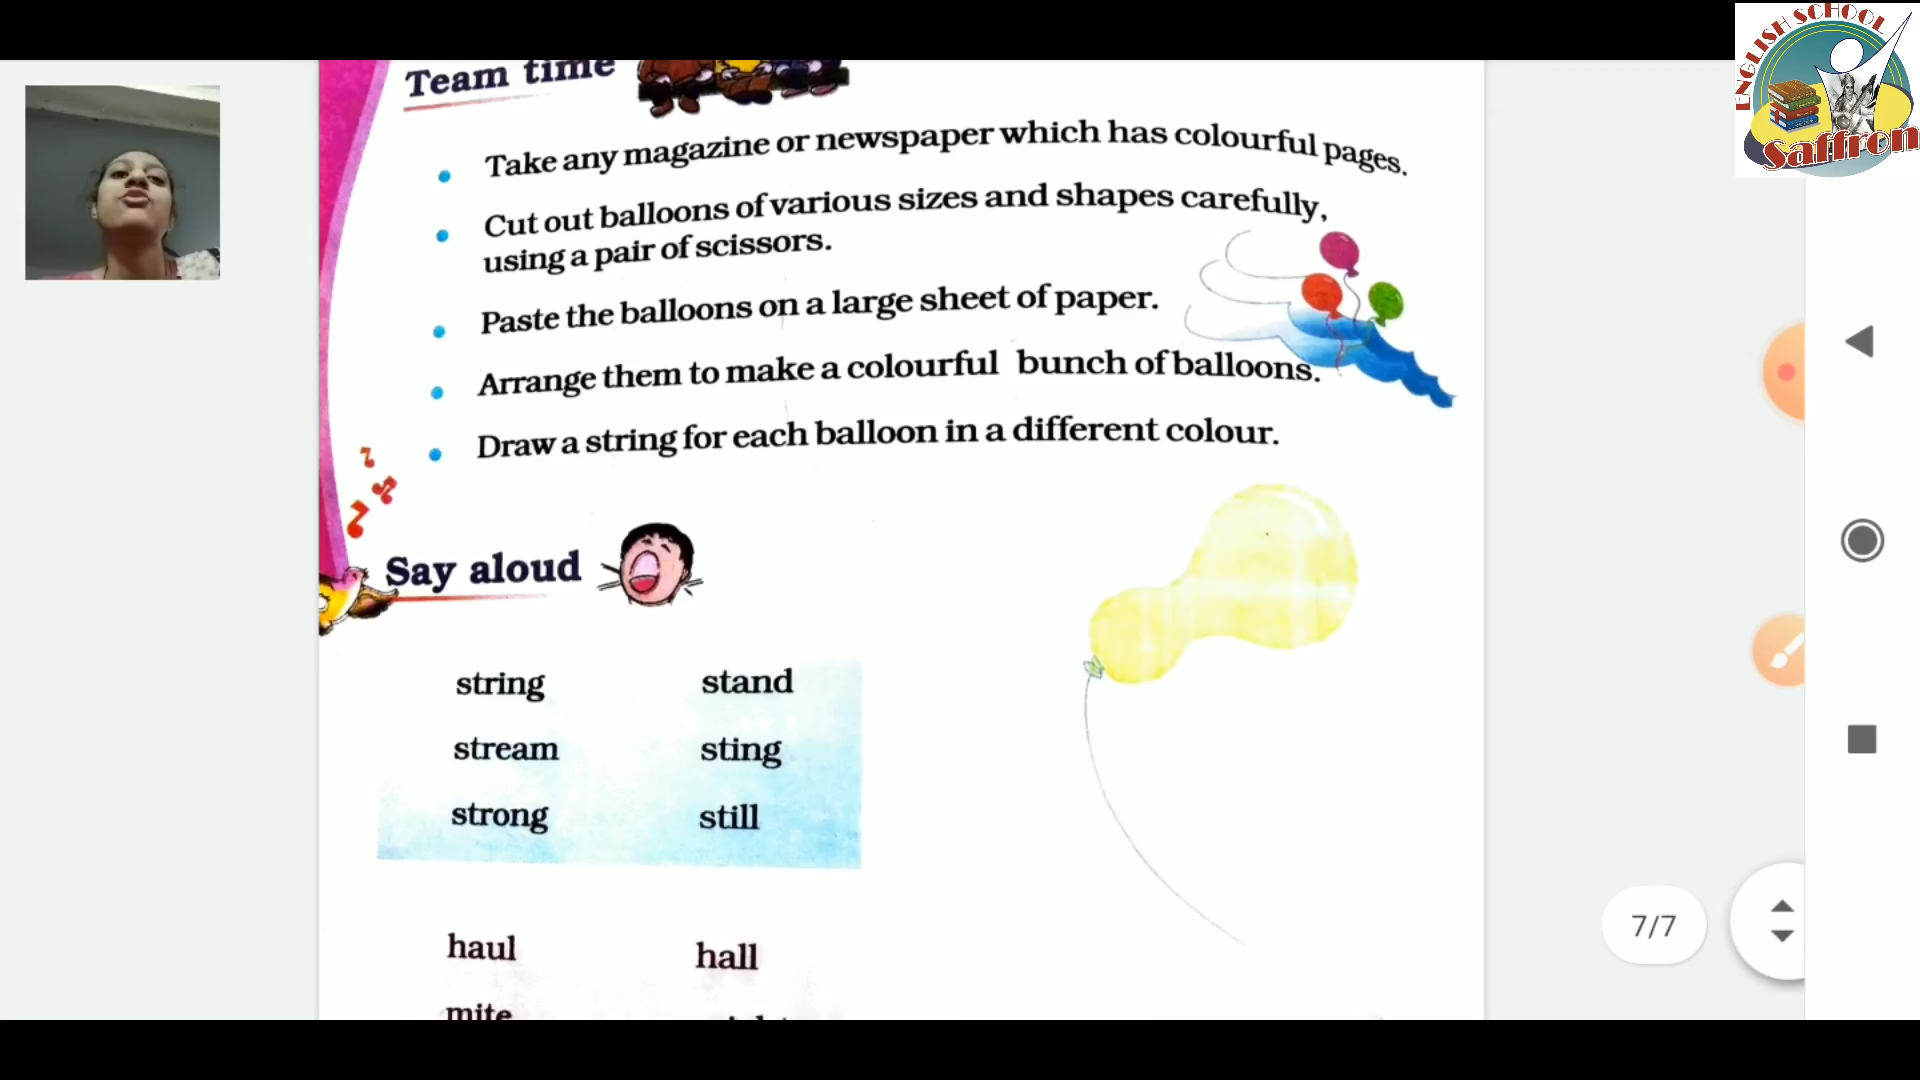 ENGLISH SCHOOL
Saffron
Team time
Take any magazine or newspaper which has colourful pages.
Cut out balloons of various sizes and shapes carefully,
using a pair of scissors.
Paste the balloons on a large sheet of paper.
Arrange them to make a colourful bunch of balloons.
Draw a string for each balloon in a different colour.
Say aloud
string stand
stream sting
strong still
haul hall
mite
7/7